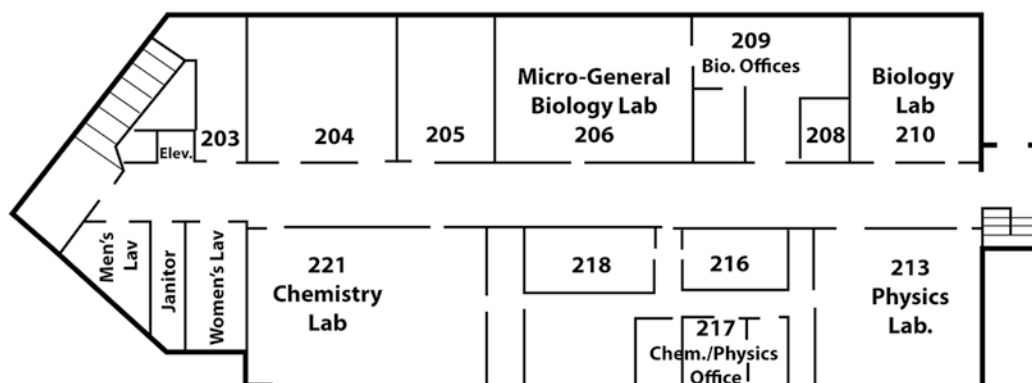 209
Bio. Offices
Micro-General
Biology Lab
206
Biology
Lab
210
203
204
205
208
Elev.
Men's
Lav
Janitor
Women's Lav
221
Chemistry
Lab
218
216
213
Physics
Lab.
217
Chem./Physics
Office